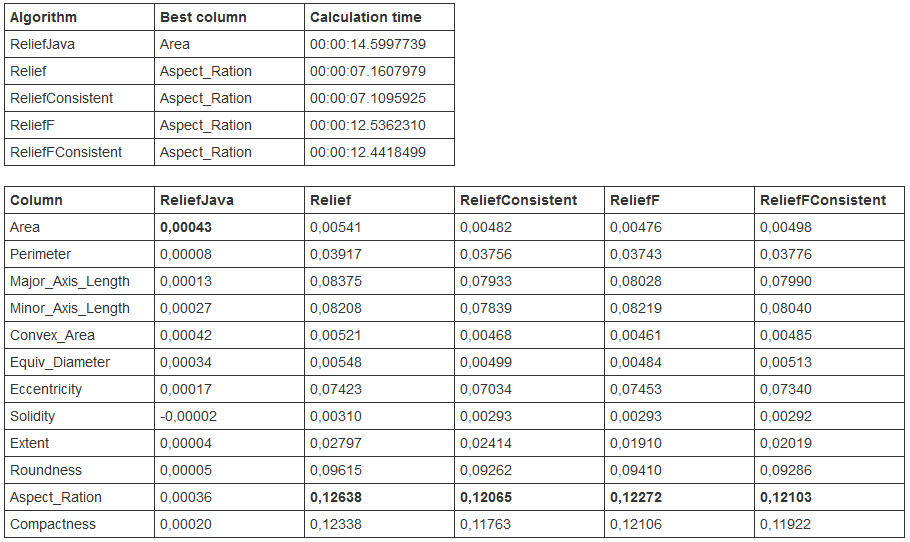 Algorithm Best column Calculation time
ReliefJava Area 00:00:14.5997739
Relief Aspect_Ration 00:00:07.1607979
ReliefConsistent Aspect_Ration 00:00:07.1095925
ReliefF Aspect_Ration 00:00:12.5362310
ReliefFConsistent Aspect_Ration 00:00:12.4418499
Column ReliefJava Relief ReliefConsistent ReliefF ReliefFConsistent
Area 0,00043 0,00541 0,00482 0,00476 0,00498
Perimeter 0,00008 0,03917 0,03756 0,03743 0,03776
Major_Axis_Length 0,00013 0,08375 0,07933 0,08028 0,07990
Minor_Axis_Length 0,00027 0,08208 0,07839 0,08219 0,08040
Convex_Area 0,00042 0,00521 0,00468 0,00461 0,00485
Equiv_Diameter 0,00034 0,00548 0,00499 0,00484 0,00513
Eccentricity 0,00017 0,07423 0,07034 0,07453 0,07340
Solidity -0,00002 0,00310 0,00293 0,00293 0,00292
Extent 0,00004 0,02797 0,02414 0,01910 0,02019
Roundness 0,00005 0,09615 0,09262 0,09410 0,09286
Aspect_Ration 0,00036 0,12638 0,12065 0,12272 0,12103
Compactness 0,00020 0,12338 0,11763 0,12106 0,11922